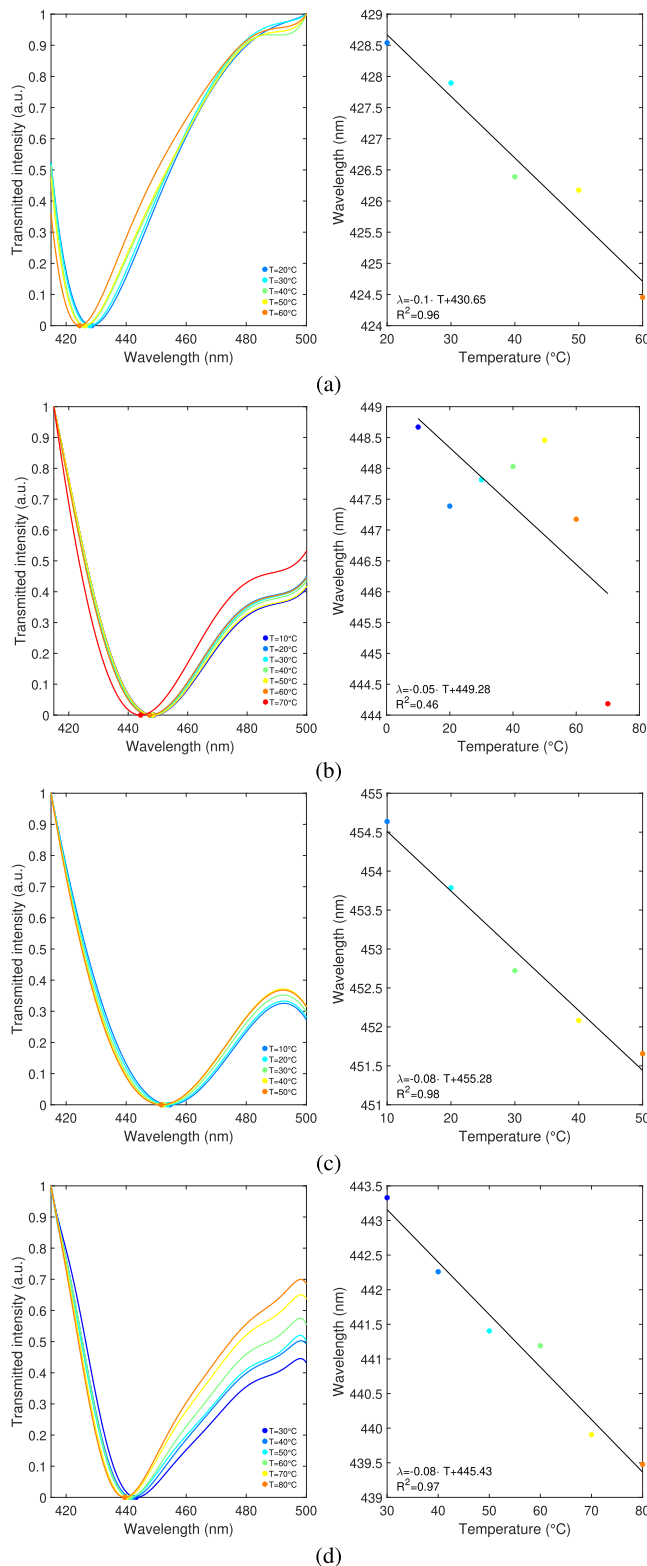 1
0.9
0.8
0.7
0.6
0.5
0.4
0.3
0.2
0.1
0
Transmitted intensity (a.u.)
T=20°C
T=30°C
T=40°C
T=50°C
T=60°C
420 440 460 480 500
Wavelength (nm)
429
428.5
428
427.5
427
426.5
426
425.5
425
424.5
424
Wavelength (nm)
λ=-0.1· T+430.65
R²=0.96
20 30 40 50 60
Temperature (°C)
(a)
1
0.9
0.8
0.7
0.6
0.5
0.4
0.3
0.2
0.1
0
Transmitted intensity (a.u.)
T=10°C
T=20°C
T=30°C
T=40°C
T=50°C
T=60°C
T=70°C
420 440 460 480 500
Wavelength (nm)
449
448.5
448
447.5
447
446.5
446
445.5
445
444.5
444
Wavelength (nm)
λ=-0.05· T+449.28
R²=0.46
0 20 40 60 80
Temperature (°C)
(b)
1
0.9
0.8
0.7
0.6
0.5
0.4
0.3
0.2
0.1
0
Transmitted intensity (a.u.)
T=10°C
T=20°C
T=30°C
T=40°C
T=50°C
420 440 460 480 500
Wavelength (nm)
455
454.5
454
453.5
453
452.5
452
451.5
451
Wavelength (nm)
λ=-0.08· T+455.28
R²=0.98
10 20 30 40 50
Temperature (°C)
(c)
1
0.9
0.8
0.7
0.6
0.5
0.4
0.3
0.2
0.1
0
Transmitted intensity (a.u.)
T=30°C
T=40°C
T=50°C
T=60°C
T=70°C
T=80°C
420 440 460 480 500
Wavelength (nm)
443.5
443
442.5
442
441.5
441
440.5
440
439.5
439
Wavelength (nm)
λ=-0.08· T+445.43
R²=0.97
30 40 50 60 70 80
Temperature (°C)
(d)